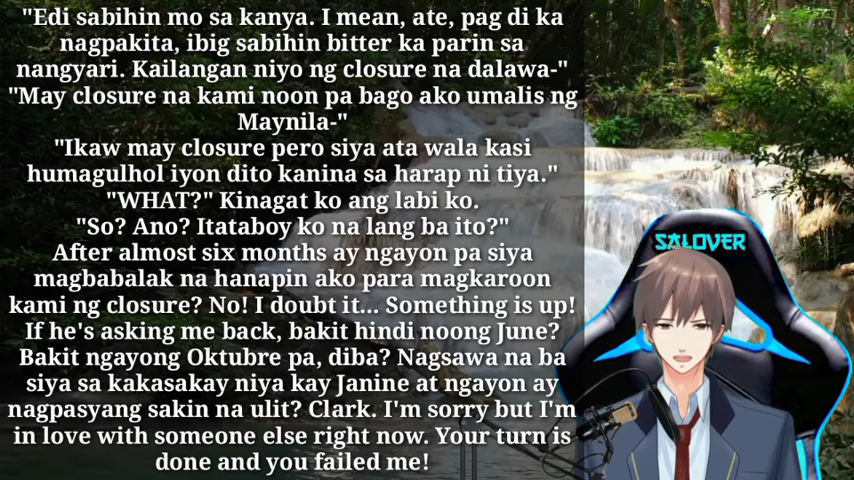 "Edi sabihin mo sa kanya. I mean, ate, pag di ka
nagpakita, ibig sabihin bitter ka parin sa
nangyari. Kailangan niyo ng closure na dalawa-"
"May closure na kami noon pa bago ako umalis ng
Maynila-"
"Ikaw may closure pero siya ata wala kasi
humagulhol iyon dito kanina sa harap ni tiya."
"WHAT?" Kinagat ko ang labi ko.
"So? Ano? Itataboy ko na lang ba ito?"
After almost six months ay ngayon pa siya
magbabalak na hanapin ako para magkaroon
kami ng closure? No! I doubt it... Something is up!
If he's asking me back, bakit hindi noong June?
Bakit ngayong Oktubre pa, diba? Nagsawa na ba
siya sa kakasakay niya kay Janine at ngayon ay
nagpasyang sakin na ulit? Clark. I'm sorry but I'm
in love with someone else right now. Your turn is
done and you failed me!
SALOVER